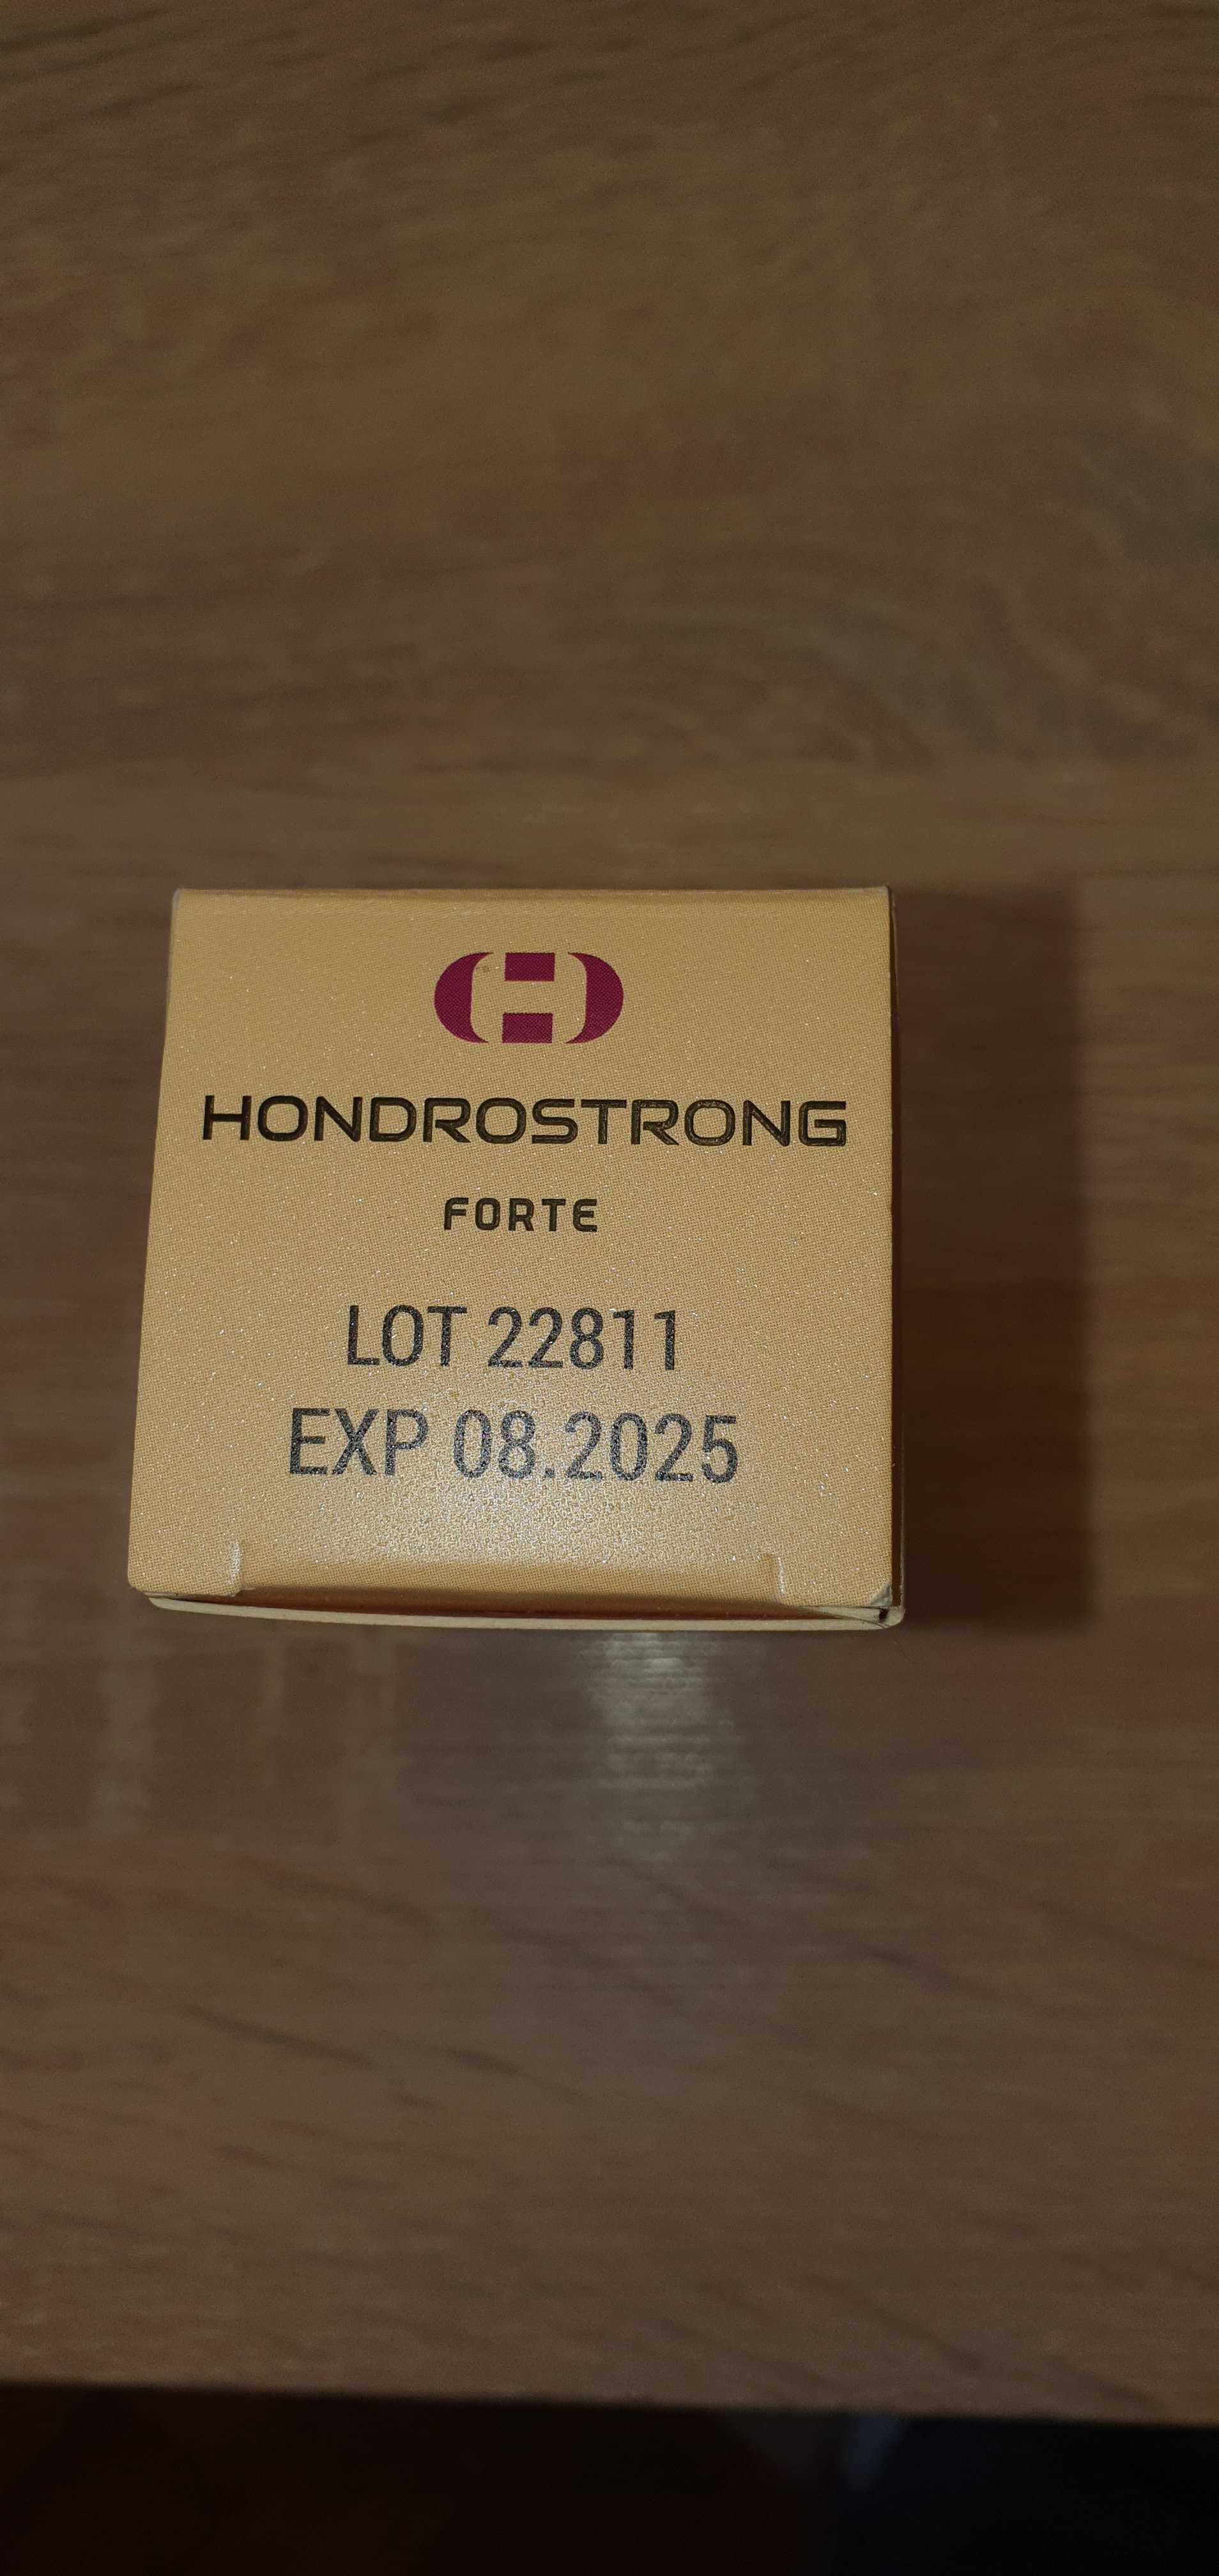 HONDROSTRONG
FORTE
LOT 22811
EXP 08.2025